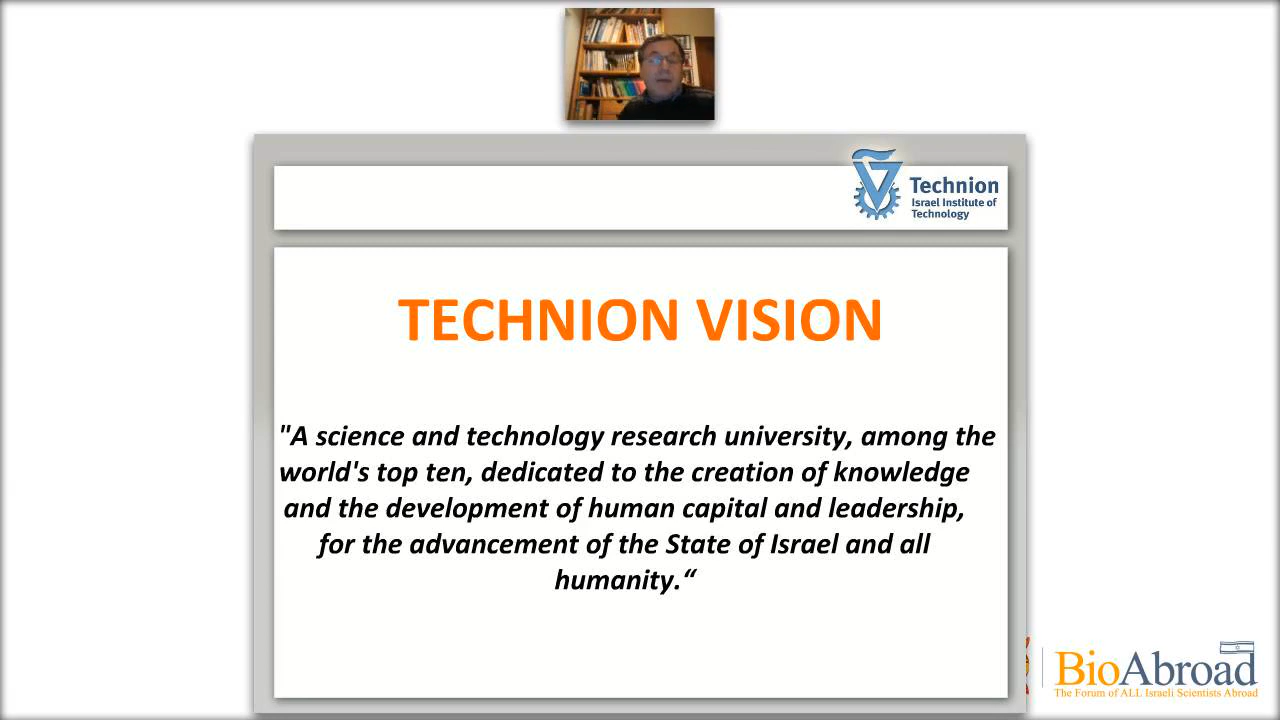 Technion
Israel Institute of
Technology
TECHNION VISION
"A science and technology research university, among the
world's top ten, dedicated to the creation of knowledge
and the development of human capital and leadership,
for the advancement of the State of Israel and all
humanity.“
BioAbroad
The Forum of ALL Israeli Scientists Abroad